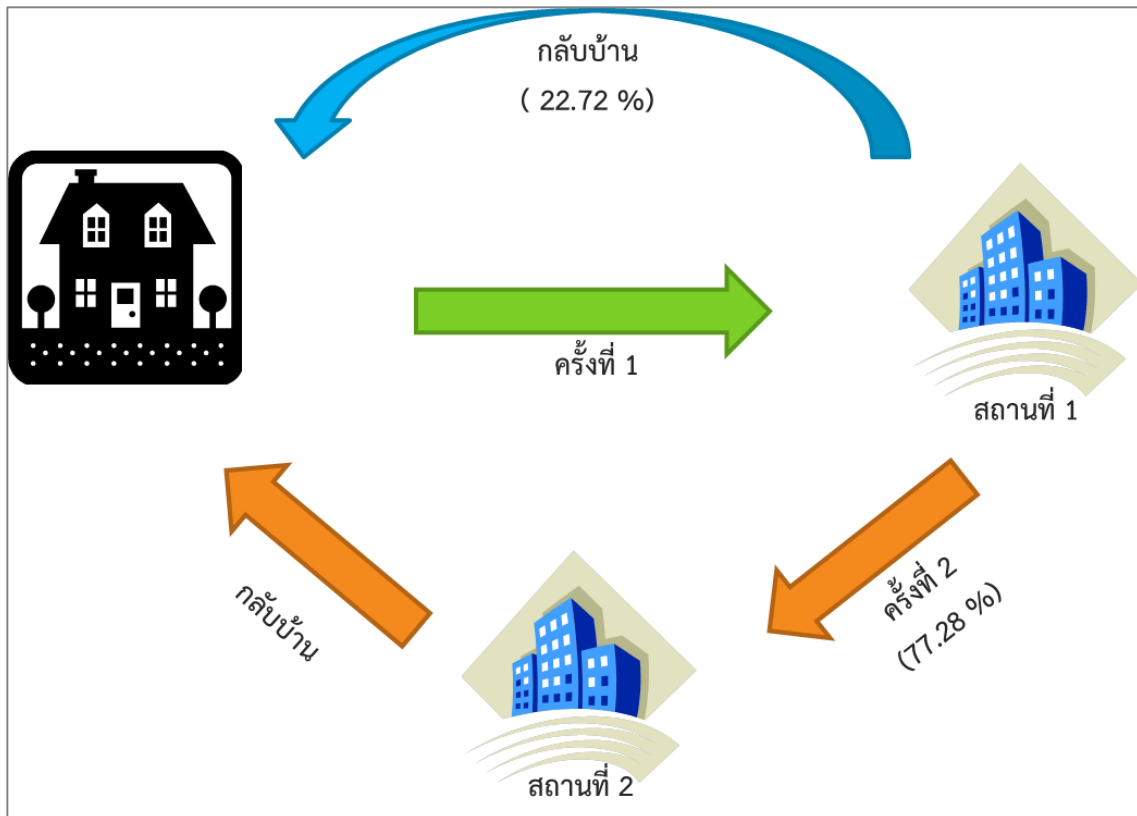 กลับบ้าน
( 22.72 %)
ครั้งที่ 1
สถานที่ 1
ครั้งที่ 2
(77.28 %)
กลับบ้าน
สถานที่ 2